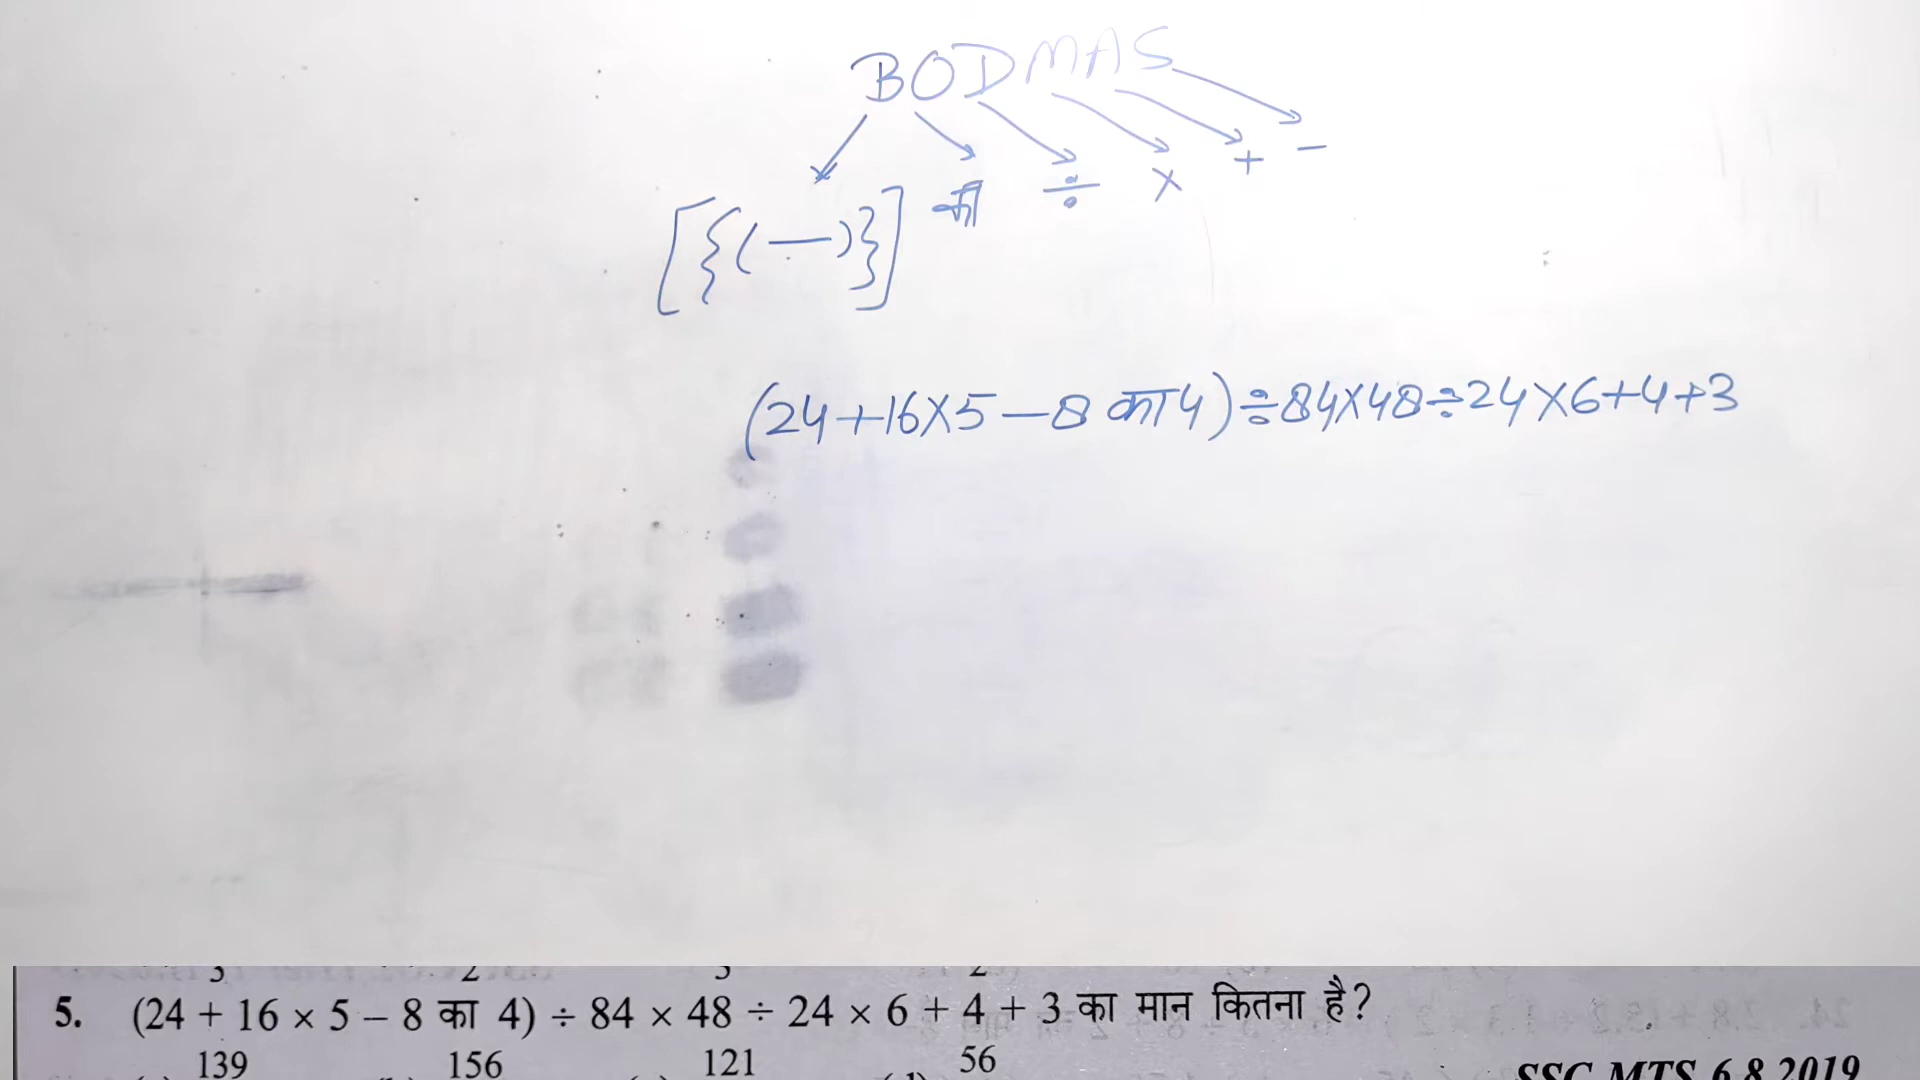 BODMAS
[{(—)}] का ÷ × + −
(24+16×5−8 का 4)÷84×48÷24×6+4+3
5. (24 + 16 × 5 – 8 का 4) ÷ 84 × 48 ÷ 24 × 6 + 4 + 3 का मान कितना है?
139 156 121 56
SSC MTS 6.8.2019